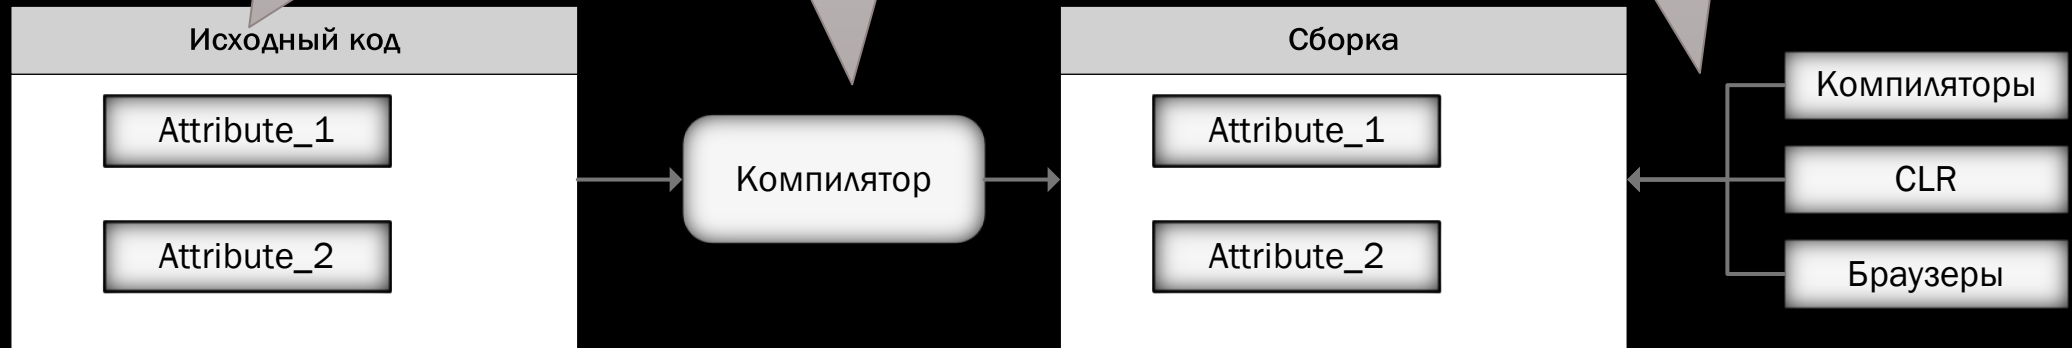 Исходный код
Attribute_1
Attribute_2
Компилятор
Сборка
Attribute_1
Attribute_2
Компиляторы
CLR
Браузеры